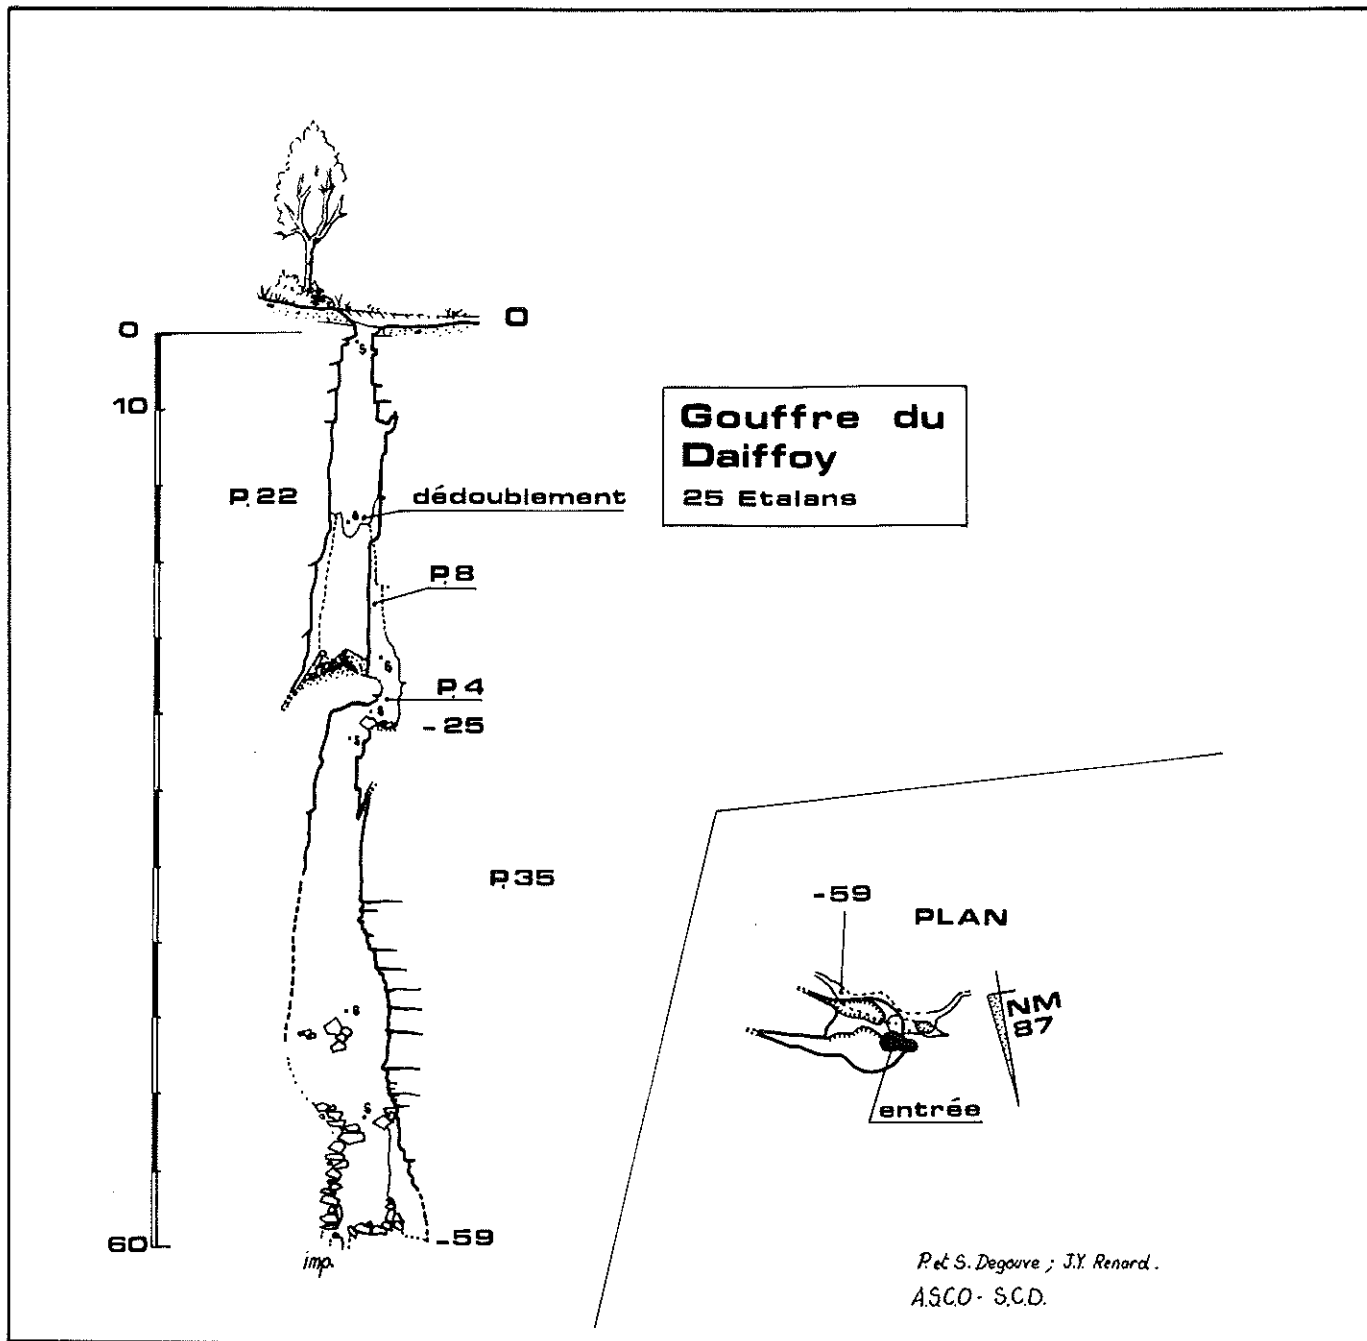 O
0
10
Gouffre du
Daiffoy
25 Etalans
P.22
dédoublement
P.8
P.4
-25
P.35
-59
PLAN
NM
87
entrée
60
-59
imp.
P. et S. Degouve ; J.Y. Renard.
A.S.C.O - S.C.D.